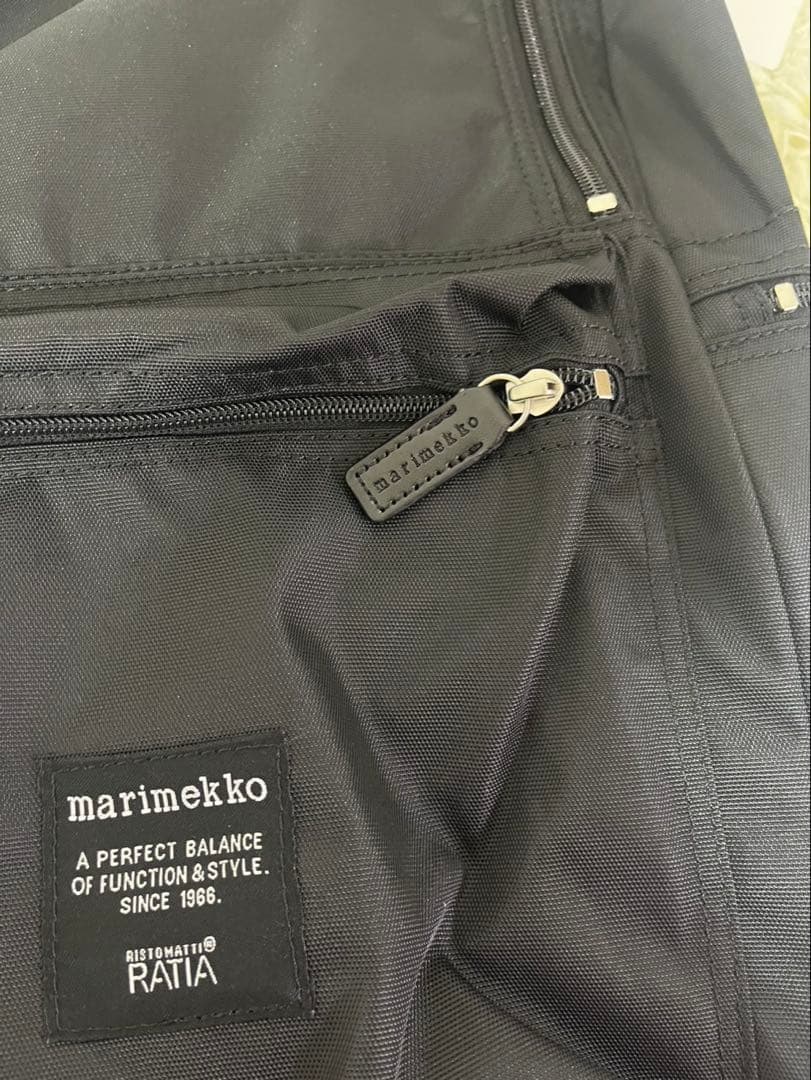 marimekko
marimekko
A PERFECT BALANCE
OF FUNCTION & STYLE.
SINCE 1966.
RISTOMATTI®
RATIA